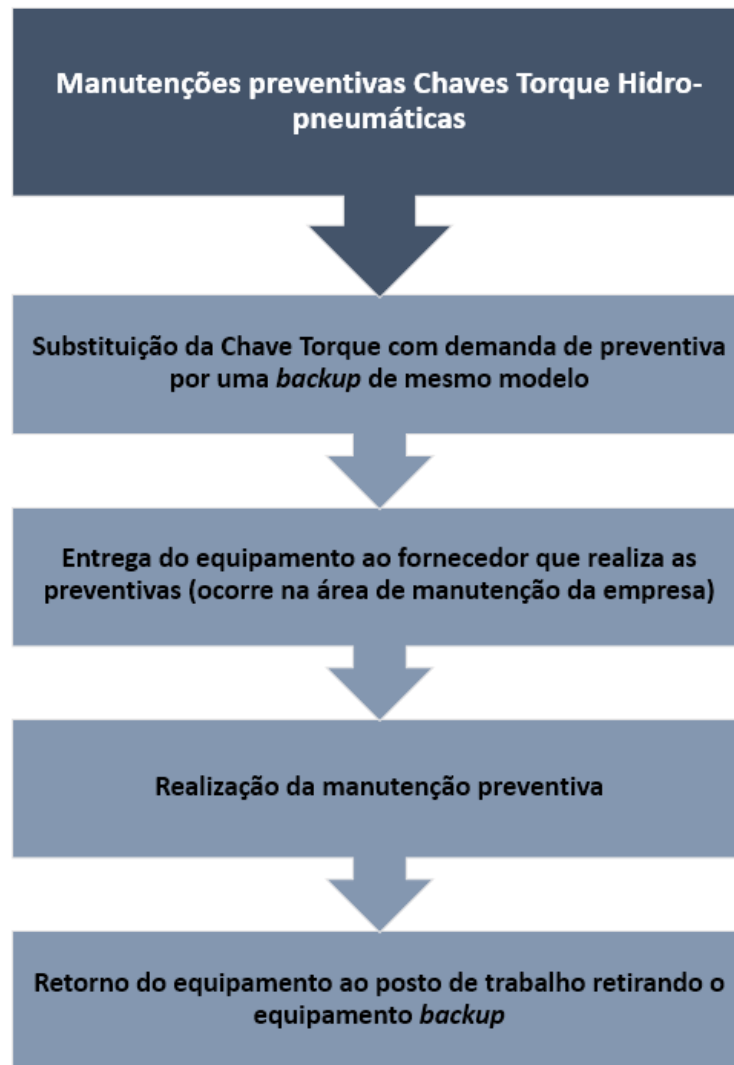 Manutenções preventivas Chaves Torque Hidro-
pneumáticas
Substituição da Chave Torque com demanda de preventiva
por uma backup de mesmo modelo
Entrega do equipamento ao fornecedor que realiza as
preventivas (ocorre na área de manutenção da empresa)
Realização da manutenção preventiva
Retorno do equipamento ao posto de trabalho retirando o
equipamento backup